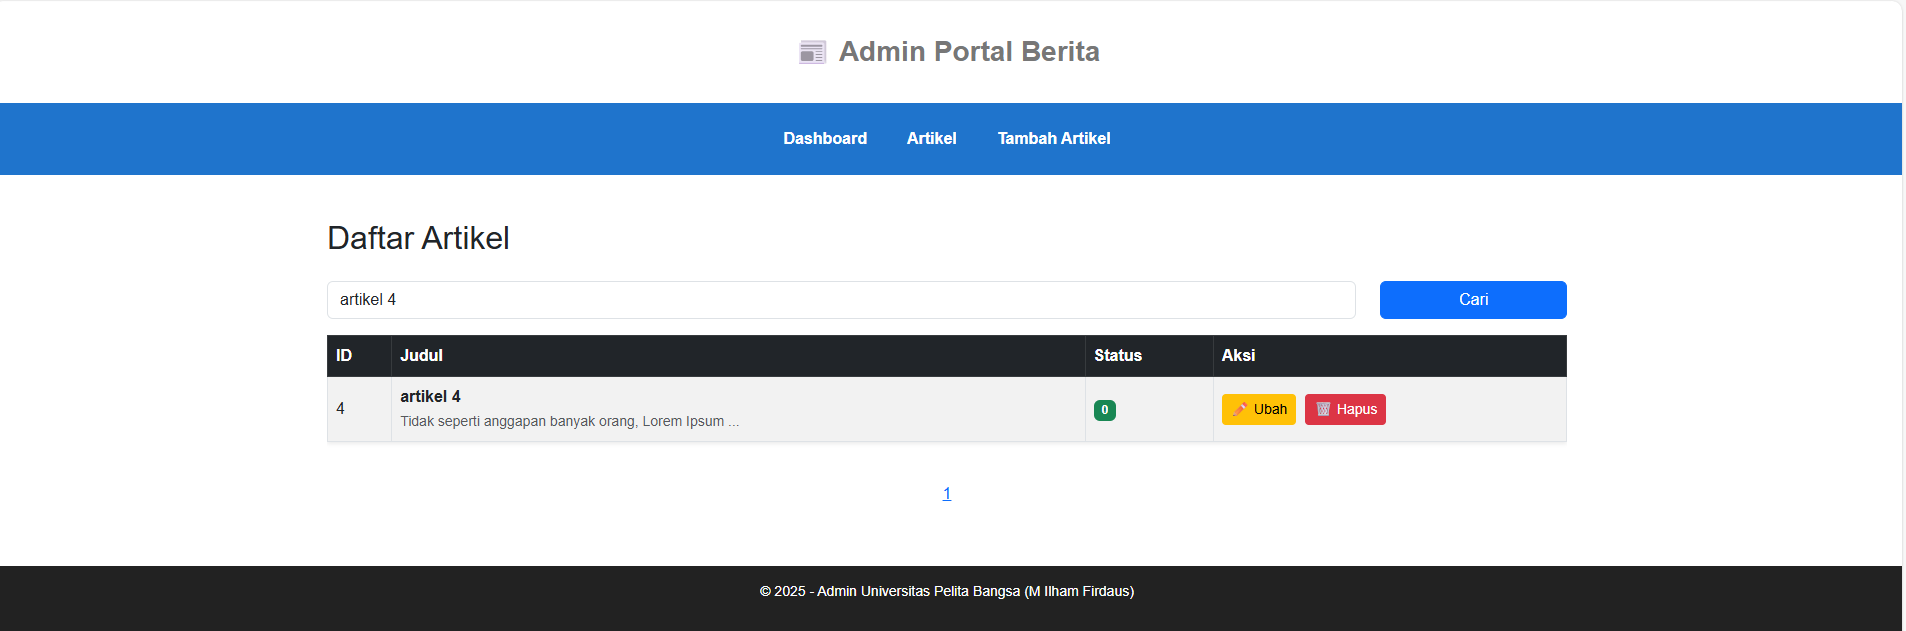 Admin Portal Berita
Dashboard Artikel Tambah Artikel
Daftar Artikel
artikel 4 Cari
ID Judul Status Aksi
4 artikel 4 0 Ubah Hapus
Tidak seperti anggapan banyak orang, Lorem Ipsum ...
1
© 2025 - Admin Universitas Pelita Bangsa (M Ilham Firdaus)